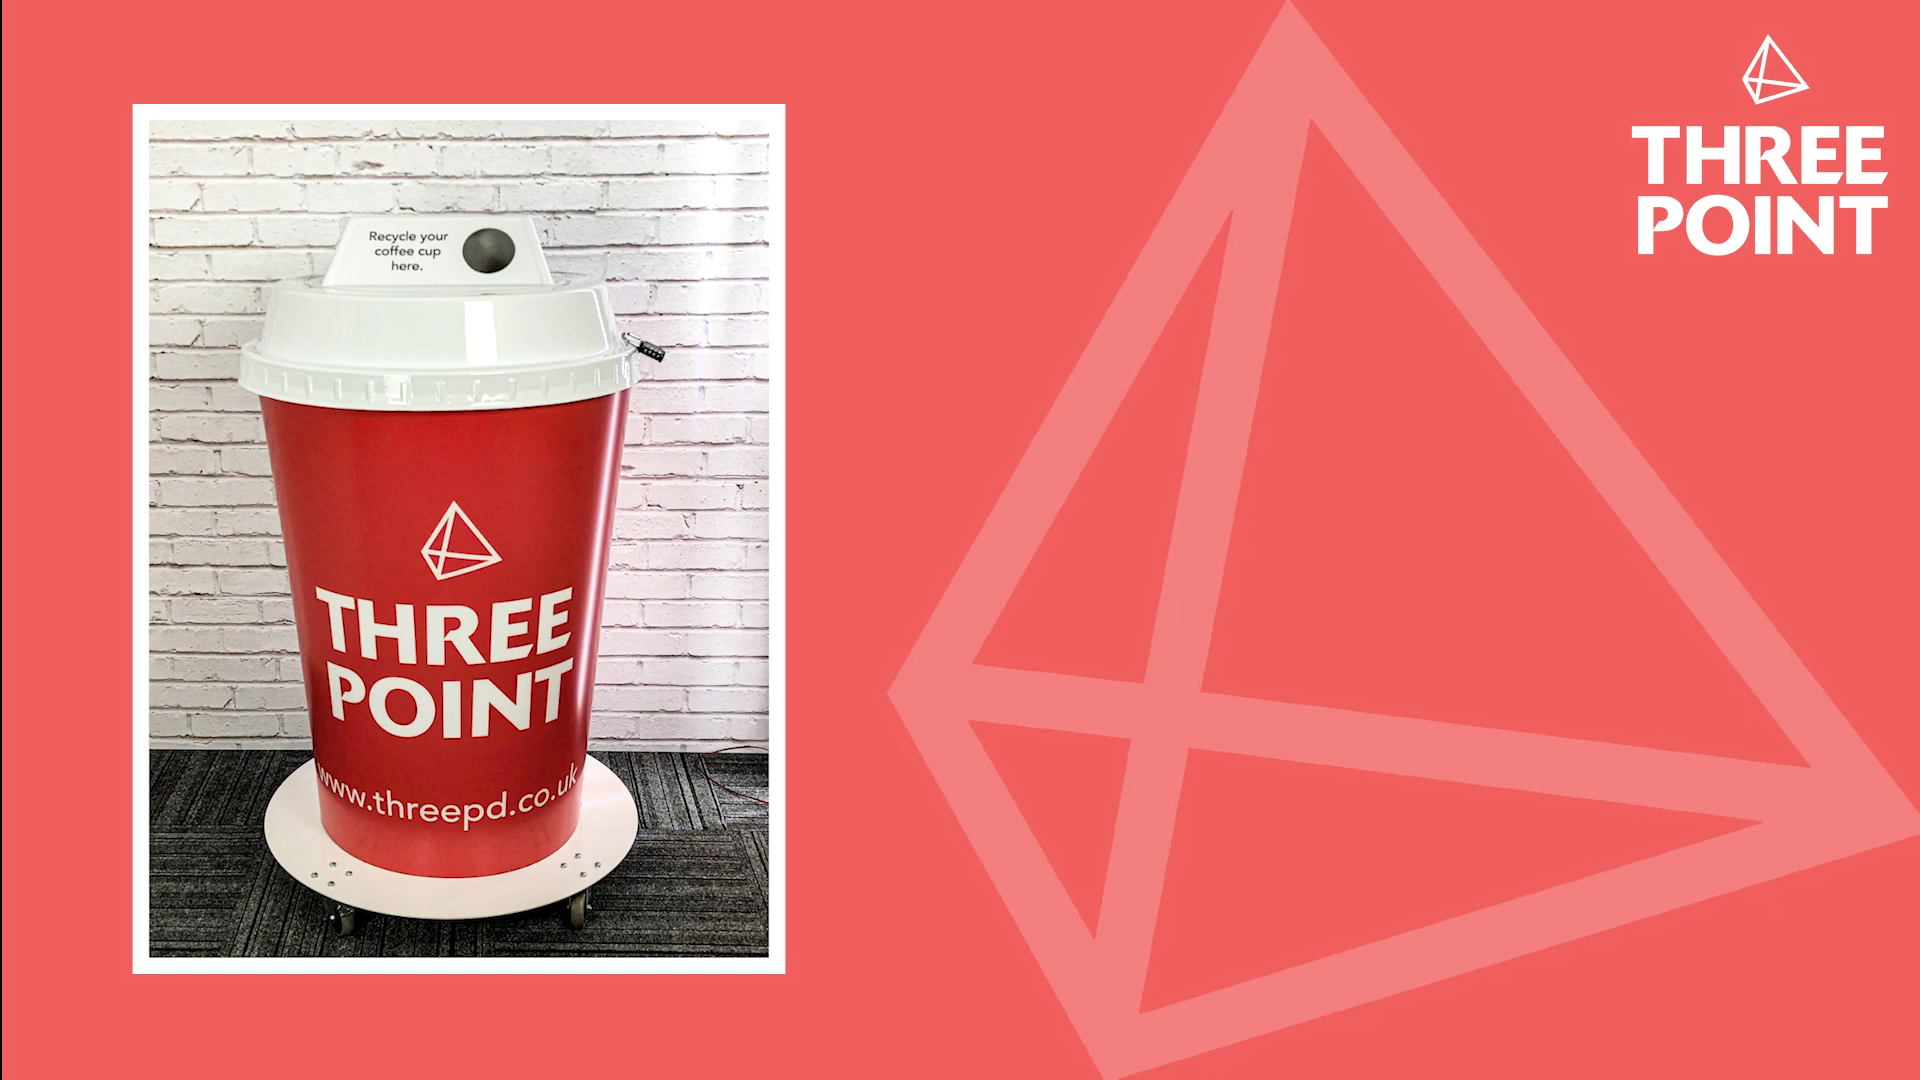 Recycle your
coffee cup
here.
THREE
POINT
www.threepd.co.uk
THREE
POINT